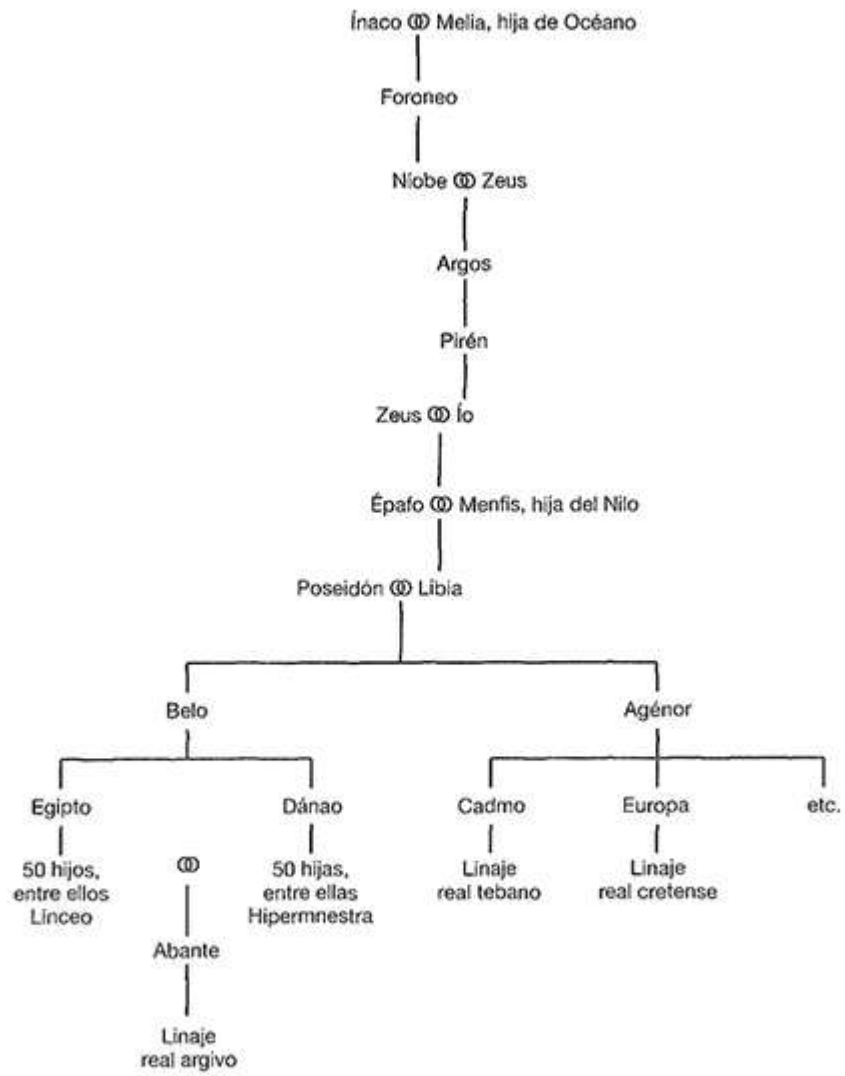 Ínaco ⚭ Melia, hija de Océano
Foroneo
Níobe ⚭ Zeus
Argos
Pirén
Zeus ⚭ Ío
Épafo ⚭ Menfis, hija del Nilo
Poseidón ⚭ Libia
Belo
Agénor
Egipto
Dánao
Cadmo
Europa
etc.
50 hijos,
entre ellos
Linceo
⚭
50 hijas,
entre ellas
Hipermnestra
Linaje
real tebano
Linaje
real cretense
Abante
Linaje
real argivo